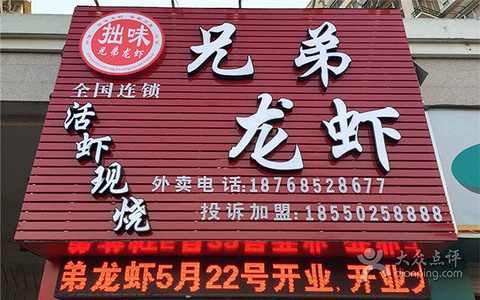 拙味
兄弟龙虾
兄弟
龙虾
全国连锁
活虾现烧
外卖电话:18768528677
投诉加盟:18550258888
弟龙虾5月22号开业,开业
大众点评
dianping.com